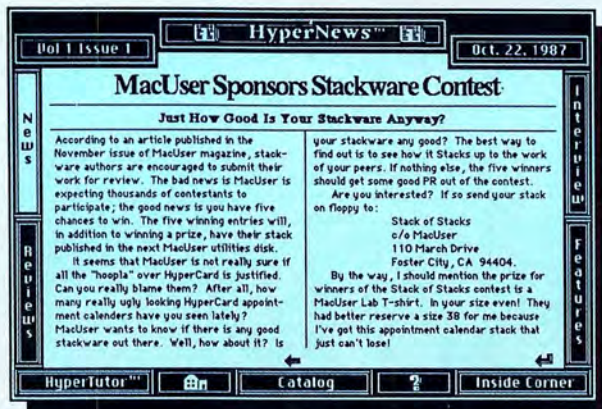 Vol 1 Issue 1
HyperNews™
Oct. 22, 1987
MacUser Sponsors Stackware Contest
Just How Good Is Your Stackware Anyway?
News
Reviews
According to an article published in the
November issue of MacUser magazine, stack-
ware authors are encouraged to submit their
work for review. The bad news is MacUser is
expecting thousands of contestants to
participate; the good news is you have five
chances to win. The five winning entries will,
in addition to winning a prize, have their stack
published in the next MacUser utilities disk.
It seems that MacUser is not really sure if
all the "hoopla" over HyperCard is justified.
Can you really blame them? After all, how
many really ugly looking HyperCard appoint-
ment calenders have you seen lately?
MacUser wants to know if there is any good
stackware out there. Well, how about it? Is
your stackware any good? The best way to
find out is to see how it Stacks up to the work
of your peers. If nothing else, the five winners
should get some good PR out of the contest.
Are you interested? If so send your stack
on floppy to:
Stack of Stacks
c/o MacUser
110 March Drive
Foster City, CA 94404.
By the way, I should mention the prize for
winners of the Stack of Stacks contest is a
MacUser Lab T-shirt. In your size even! They
had better reserve a size 38 for me because
I've got this appointment calendar stack that
just can't lose!
Interview
Features
HyperTutor™
Catalog
?
Inside Corner